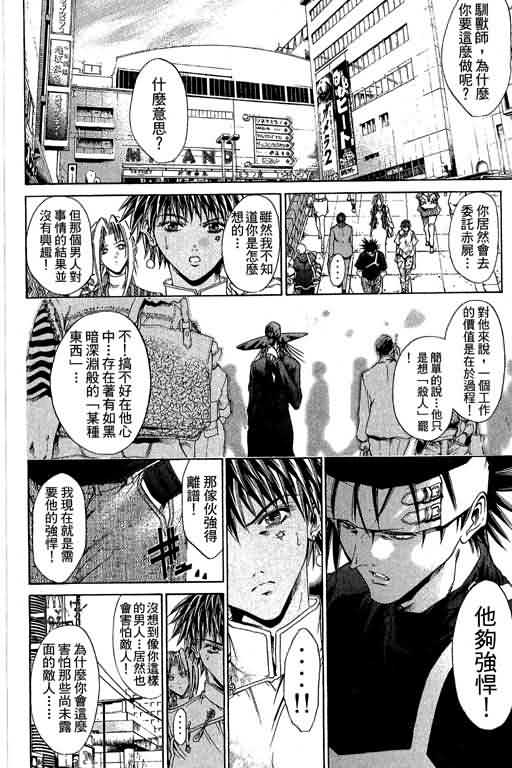 馴獸師，為什麼
你要這麼做呢？
什麼意思？
你居然會去
委託赤屍…
雖然我不知
道你是怎麼
想的…
但那個男人對
事情的結果並
沒有興趣！
對他來說，一個工作
的價值是在於過程！
簡單的說…他只
是想「殺人」罷
！
不！搞不好在他心
中…存在著有如黑
暗深淵般的「某種
東西」…
他夠強悍！
那傢伙強得
離譜！
我現在就是需
要他的強悍！
……！！
沒想到像你這樣
的男人…居然也
會害怕敵人！
…
為什麼你會這麼
害怕那些尚未露
面的敵人……